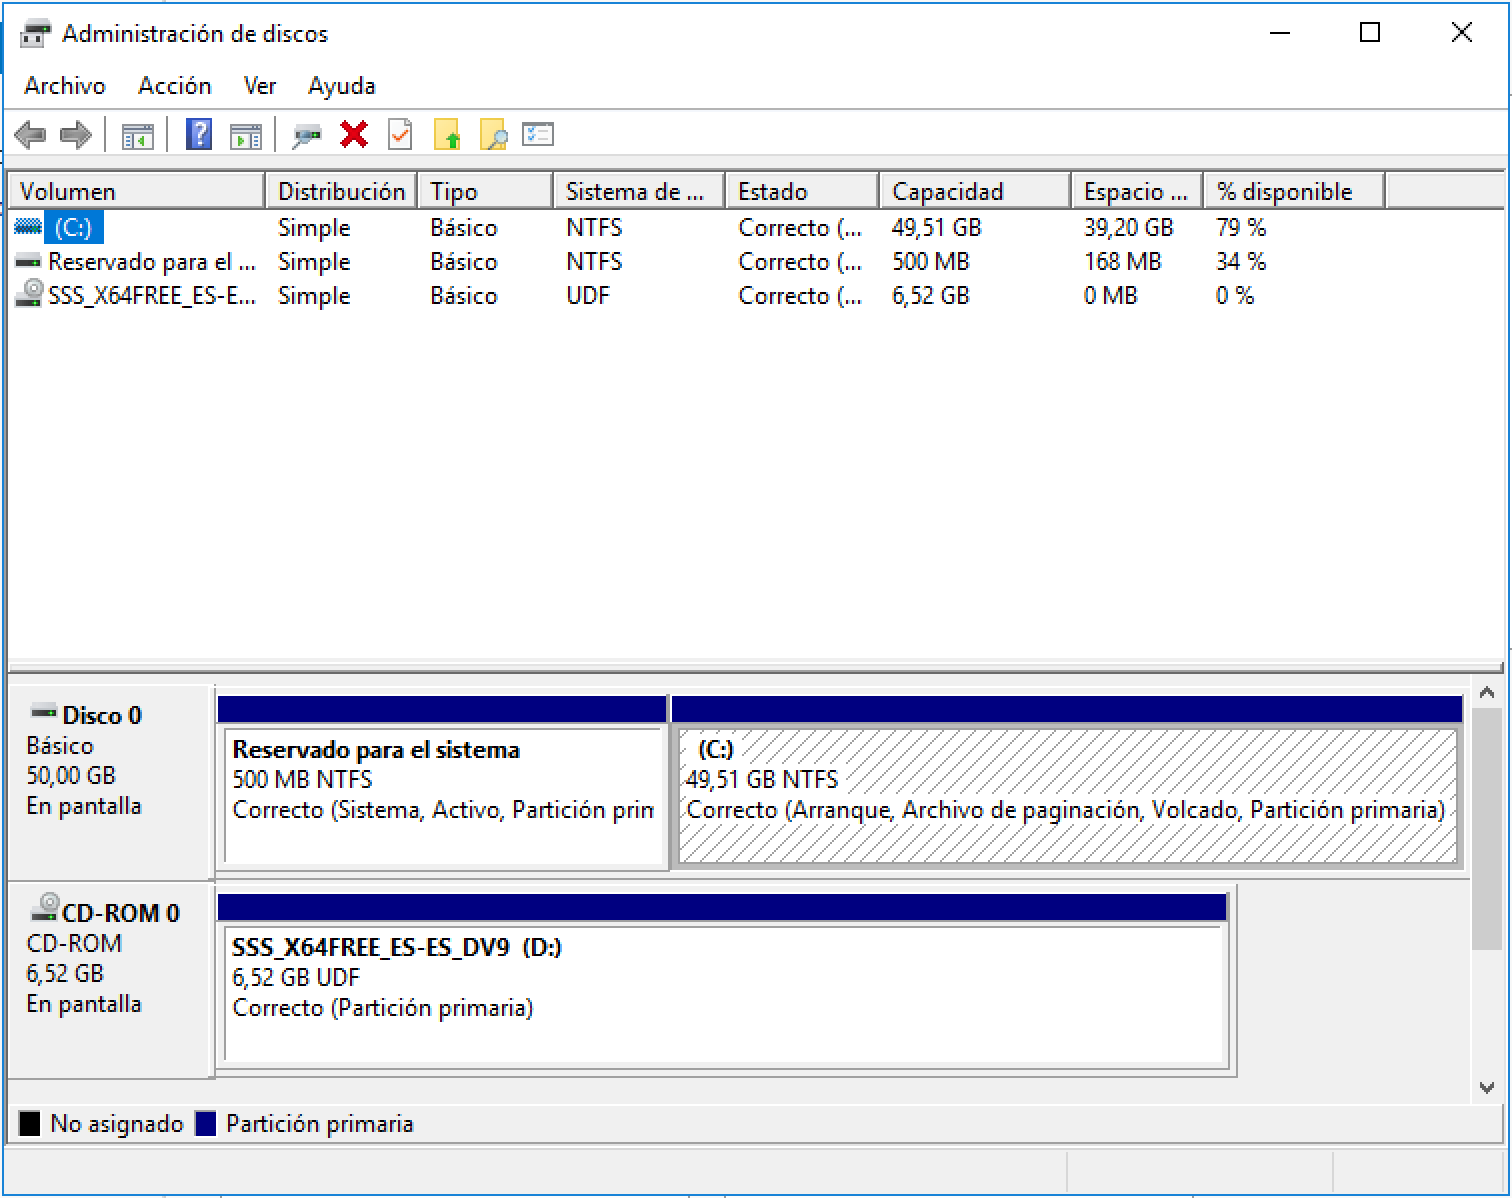 Administración de discos
Archivo Acción Ver Ayuda
Volumen Distribución Tipo Sistema de ... Estado Capacidad Espacio ... % disponible
(C:) Simple Básico NTFS Correcto (... 49,51 GB 39,20 GB 79 %
Reservado para el ... Simple Básico NTFS Correcto (... 500 MB 168 MB 34 %
SSS_X64FREE_ES-E... Simple Básico UDF Correcto (... 6,52 GB 0 MB 0 %
Disco 0
Básico
50,00 GB
En pantalla
Reservado para el sistema
500 MB NTFS
Correcto (Sistema, Activo, Partición prin
(C:)
49,51 GB NTFS
Correcto (Arranque, Archivo de paginación, Volcado, Partición primaria)
CD-ROM 0
CD-ROM
6,52 GB
En pantalla
SSS_X64FREE_ES-ES_DV9 (D:)
6,52 GB UDF
Correcto (Partición primaria)
No asignado Partición primaria